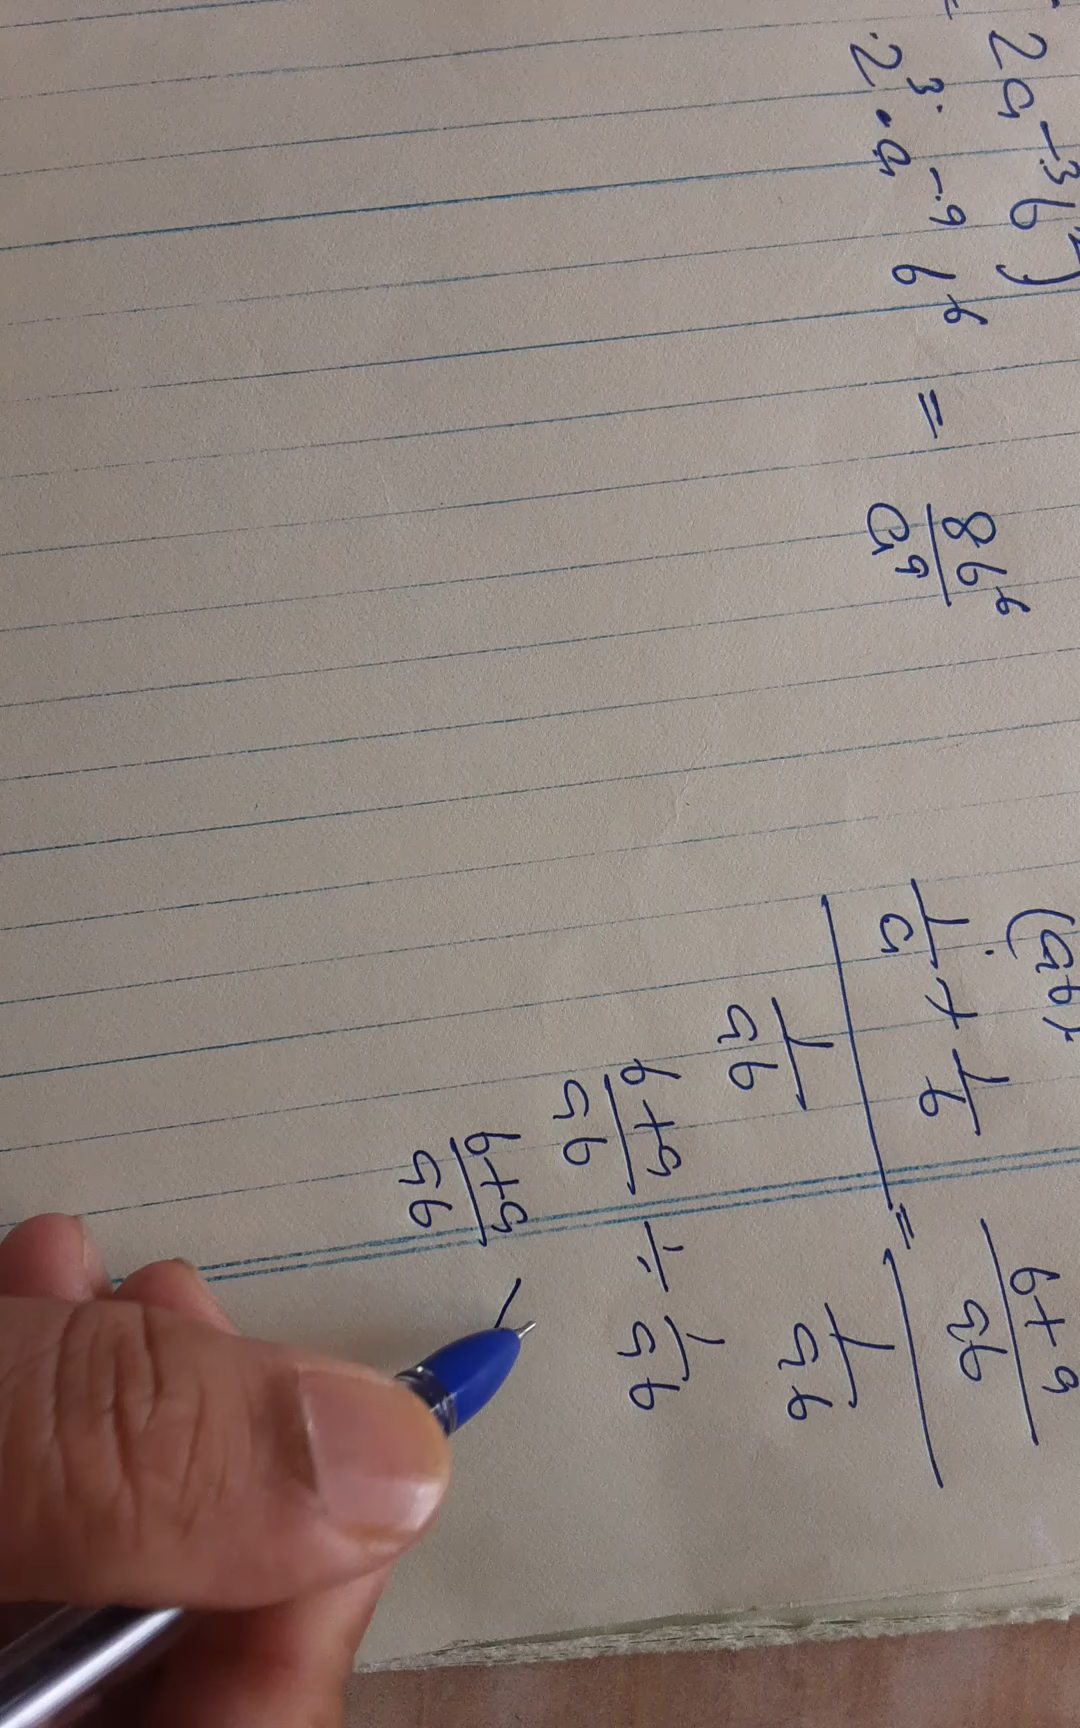 2a⁻³b²)
2³·a⁻⁹ b⁶ = 8b⁶/a⁹
(ab)
(1/a + 1/b)/(1/ab) = ((b+a)/ab)/(1/ab)
(b+a)/ab ÷ 1/ab
(b+a)/ab